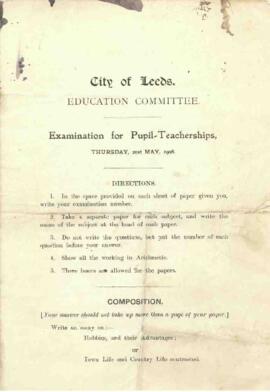 City of Leeds.
EDUCATION COMMITTEE.
Examination for Pupil-Teacherships,
THURSDAY, 21st MAY, 1908.
DIRECTIONS.
1. In the space provided on each sheet of paper given you,
write your examination number.
2. Take a separate paper for each subject, and write the
name of the subject at the head of each paper.
3. Do not write the questions, but put the number of each
question before your answer.
4. Show all the working in Arithmetic.
5. Three hours are allowed for the papers.
COMPOSITION.
[Your answer should not take up more than a page of your paper.]
Write an essay on:—
Hobbies, and their Advantages;
or
Town Life and Country Life contrasted.